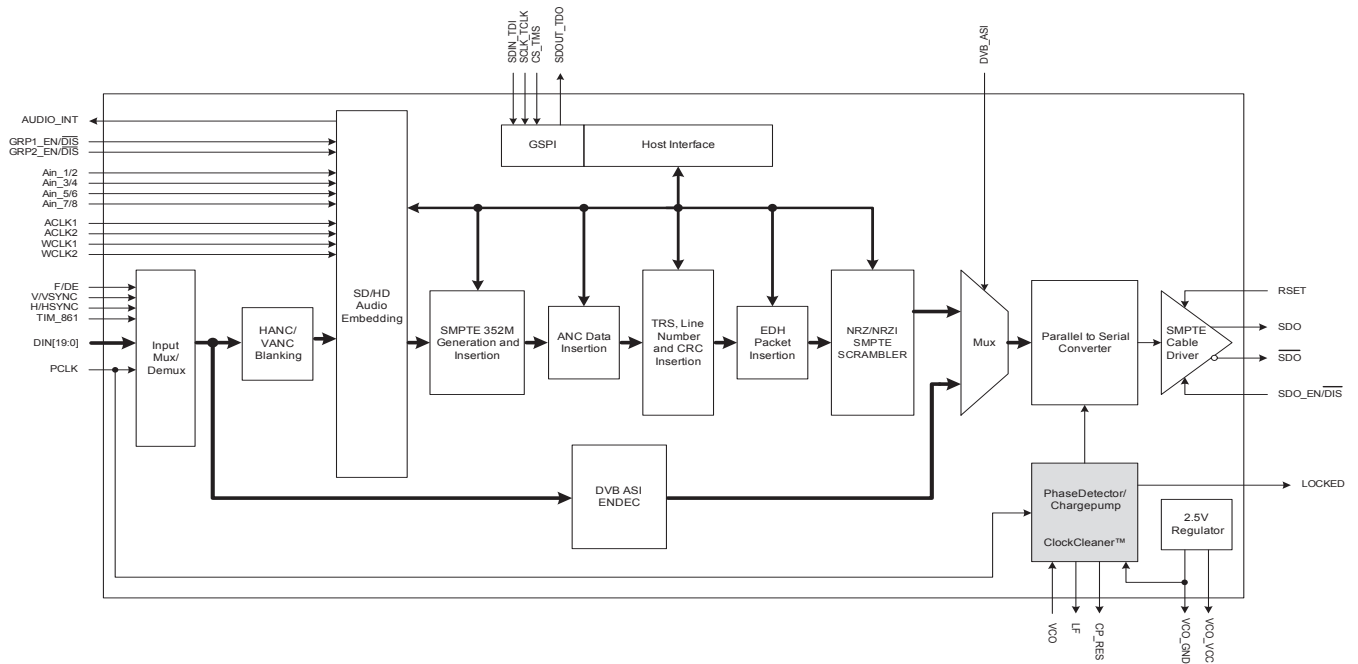 SDIN_TDI
SCLK_TCLK
CS_TMS
SDOUT_TDO
DVB_ASI
AUDIO_INT
GRP1_EN/DIS
GRP2_EN/DIS
Ain_1/2
Ain_3/4
Ain_5/6
Ain_7/8
ACLK1
ACLK2
WCLK1
WCLK2
F/DE
V/VSYNC
H/HSYNC
TIM_861
DIN[19:0]
PCLK
GSPI
Host Interface
Input
Mux/
Demux
HANC/
VANC
Blanking
SD/HD
Audio
Embedding
SMPTE 352M
Generation and
Insertion
ANC Data
Insertion
TRS, Line
Number
and CRC
Insertion
EDH
Packet
Insertion
NRZ/NRZI
SMPTE
SCRAMBLER
Mux
Parallel to Serial
Converter
SMPTE
Cable
Driver
RSET
SDO
SDO
SDO_EN/DIS
DVB ASI
ENDEC
PhaseDetector/
Chargepump
ClockCleaner™
LOCKED
2.5V
Regulator
VCO
LF
CP_RES
VCO_GND
VCO_VCC